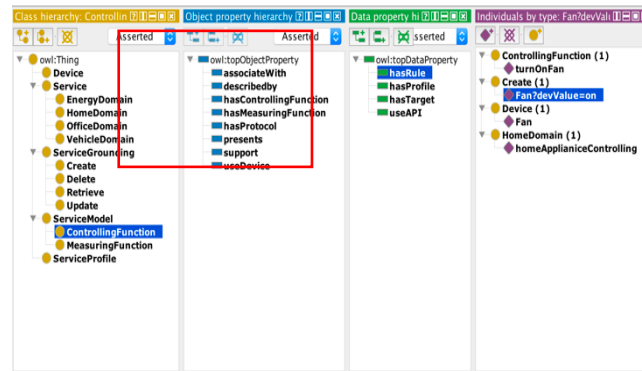 Class hierarchy: Controllin
Asserted
owl:Thing
Device
Service
EnergyDomain
HomeDomain
OfficeDomain
VehicleDomain
ServiceGrounding
Create
Delete
Retrieve
Update
ServiceModel
ControllingFunction
MeasuringFunction
ServiceProfile
Object property hierarchy
Asserted
owl:topObjectProperty
associateWith
describedby
hasControllingFunction
hasMeasuringFunction
hasProtocol
presents
support
useDevice
Data property hi
sserted
owl:topDataProperty
hasRule
hasProfile
hasTarget
useAPI
Individuals by type: Fan?devValu
ControllingFunction (1)
turnOnFan
Create (1)
Fan?devValue=on
Device (1)
Fan
HomeDomain (1)
homeApplianiceControlling